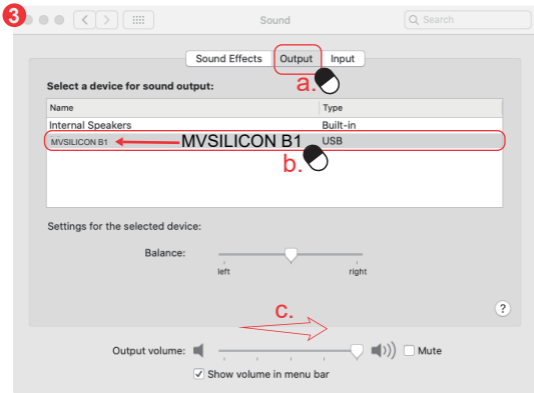 3
Sound
Search
Sound Effects Output Input
a.
Select a device for sound output:
Name Type
Internal Speakers Built-in
MVSILICON B1 MVSILICON B1 USB
b.
Settings for the selected device:
Balance:
left right
c.
?
Output volume: Mute
Show volume in menu bar